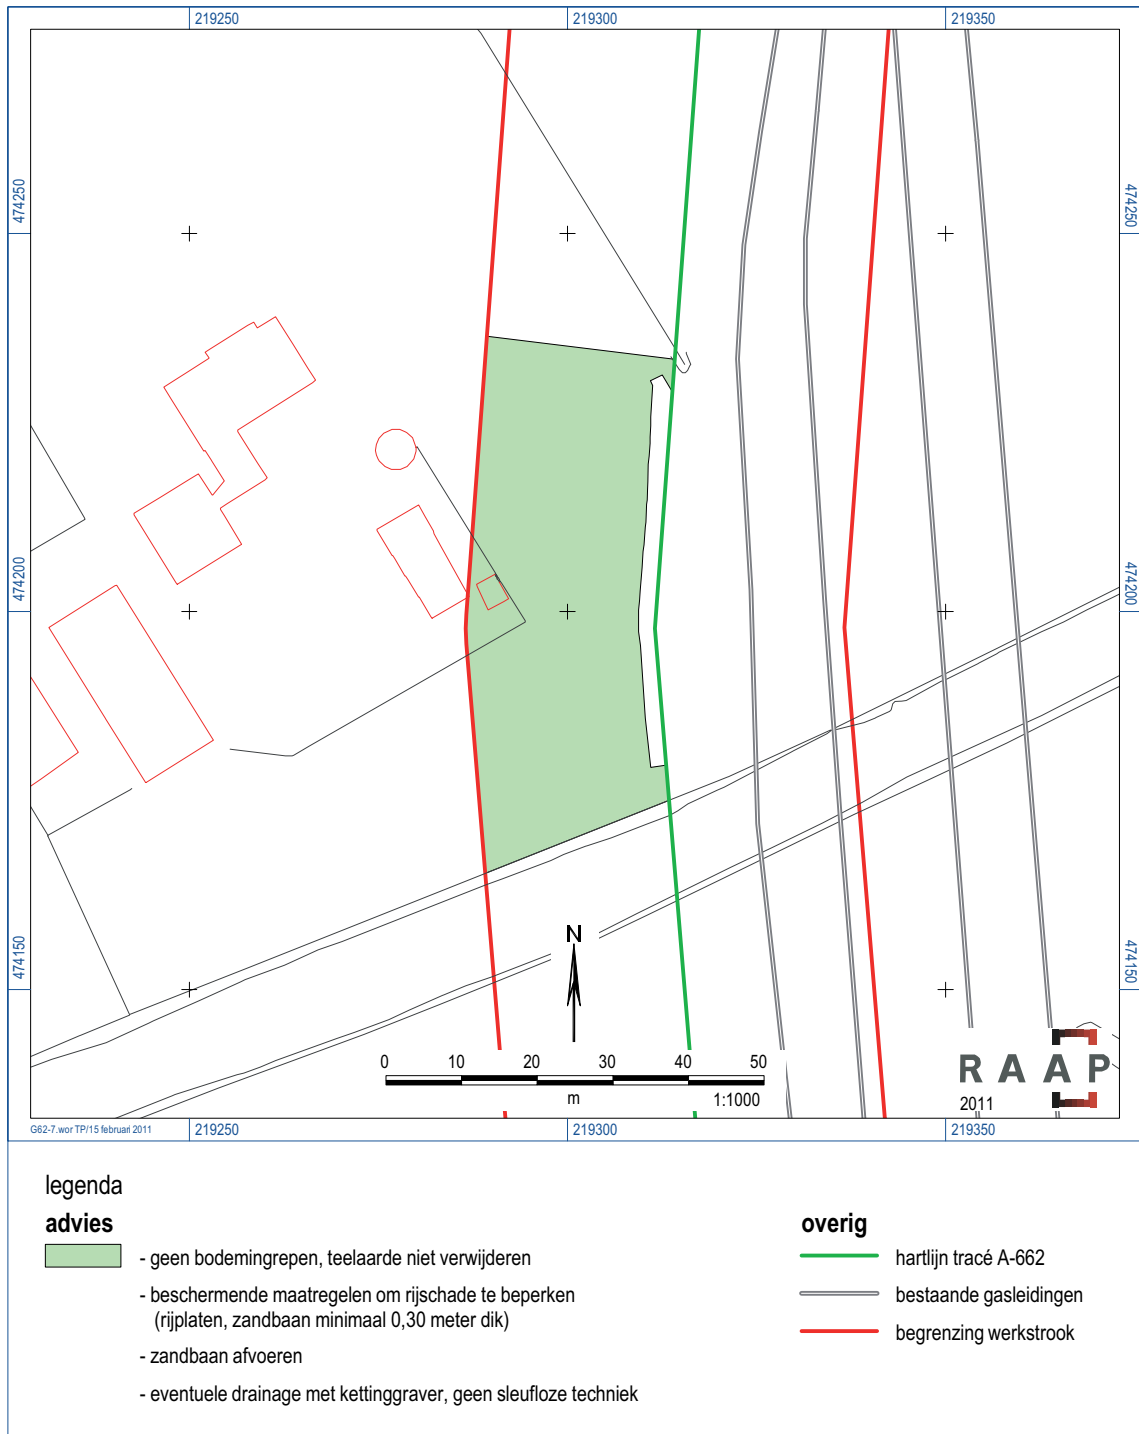 219250
219300
219350
474250
474250
474200
474200
474150
474150
N
0 10 20 30 40 50
m 1:1000
RAAP
2011
G62-7.wor TP/15 februari 2011
219250
219300
219350
legenda
advies
- geen bodemingrepen, teelaarde niet verwijderen
- beschermende maatregelen om rijschade te beperken
(rijplaten, zandbaan minimaal 0,30 meter dik)
- zandbaan afvoeren
- eventuele drainage met kettinggraver, geen sleufloze techniek
overig
hartlijn tracé A-662
bestaande gasleidingen
begrenzing werkstrook